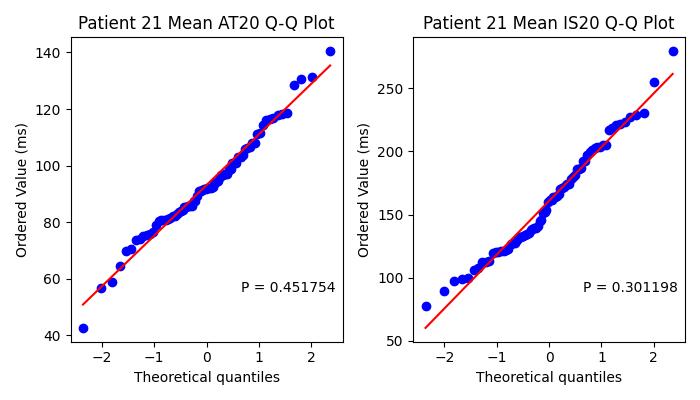 Patient 21 Mean AT20 Q-Q Plot
Ordered Value (ms)
140
120
100
80
60
40
P = 0.451754
−2
−1
0
1
2
Theoretical quantiles
Patient 21 Mean IS20 Q-Q Plot
Ordered Value (ms)
250
200
150
100
50
P = 0.301198
−2
−1
0
1
2
Theoretical quantiles